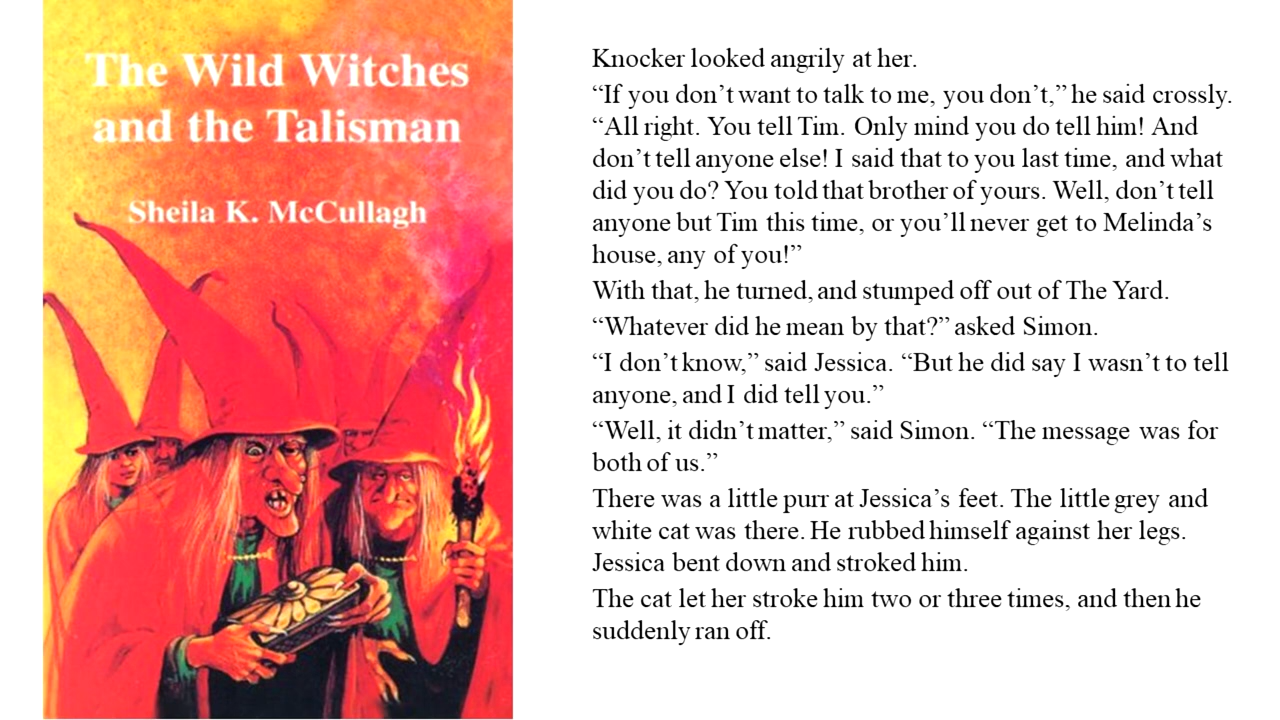 The Wild Witches
and the Talisman
Sheila K. McCullagh
Knocker looked angrily at her.
“If you don’t want to talk to me, you don’t,” he said crossly.
“All right. You tell Tim. Only mind you do tell him! And
don’t tell anyone else! I said that to you last time, and what
did you do? You told that brother of yours. Well, don’t tell
anyone but Tim this time, or you’ll never get to Melinda’s
house, any of you!”
With that, he turned, and stumped off out of The Yard.
“Whatever did he mean by that?” asked Simon.
“I don’t know,” said Jessica. “But he did say I wasn’t to tell
anyone, and I did tell you.”
“Well, it didn’t matter,” said Simon. “The message was for
both of us.”
There was a little purr at Jessica’s feet. The little grey and
white cat was there. He rubbed himself against her legs.
Jessica bent down and stroked him.
The cat let her stroke him two or three times, and then he
suddenly ran off.